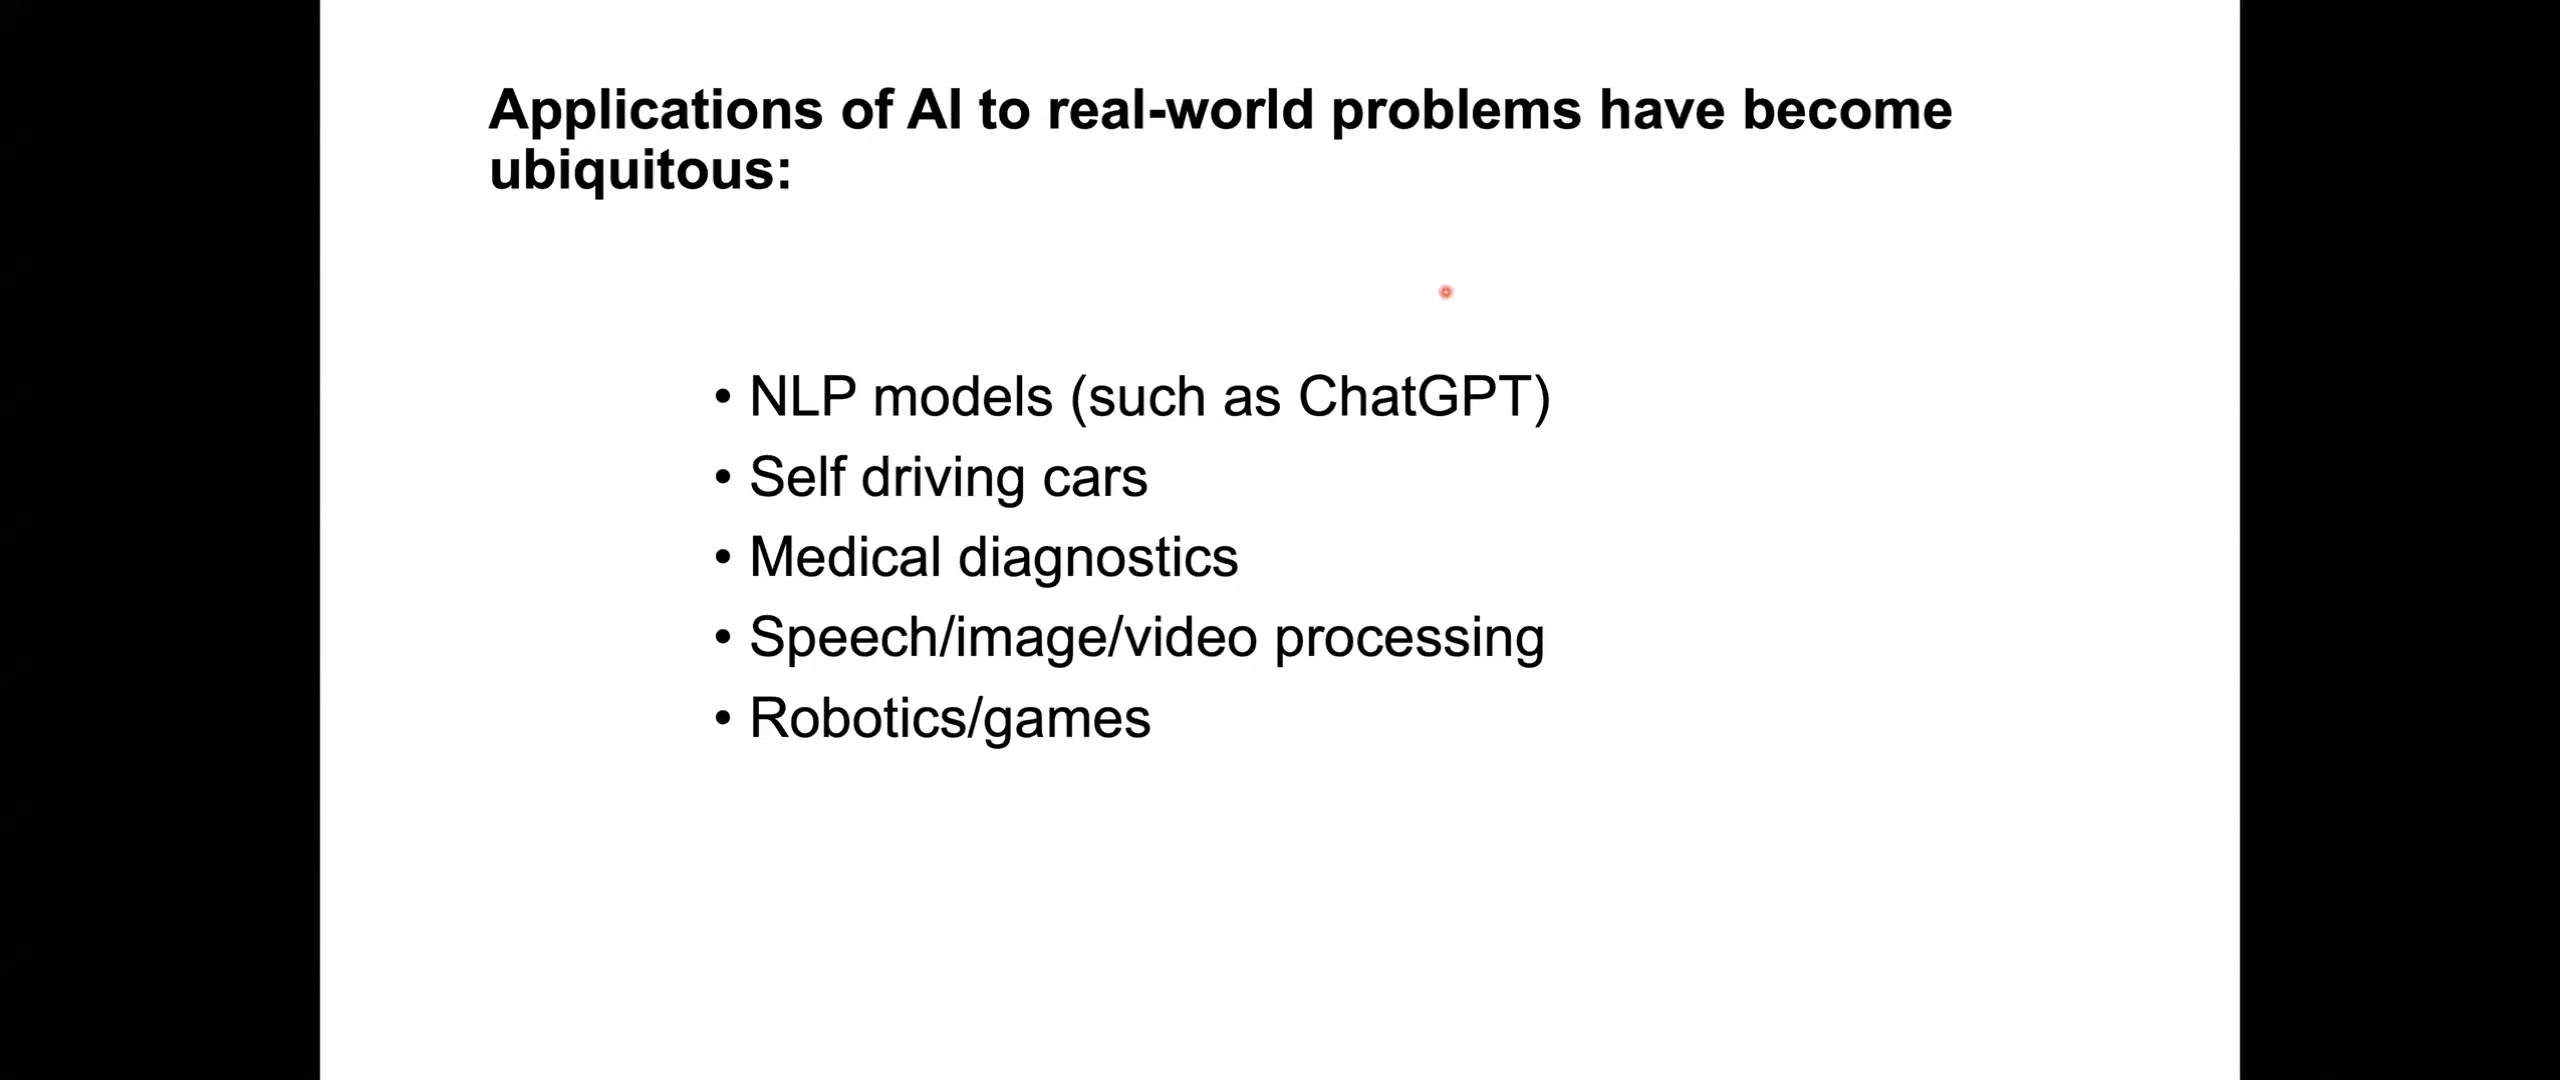 Applications of AI to real-world problems have become
ubiquitous:
• NLP models (such as ChatGPT)
• Self driving cars
• Medical diagnostics
• Speech/image/video processing
• Robotics/games